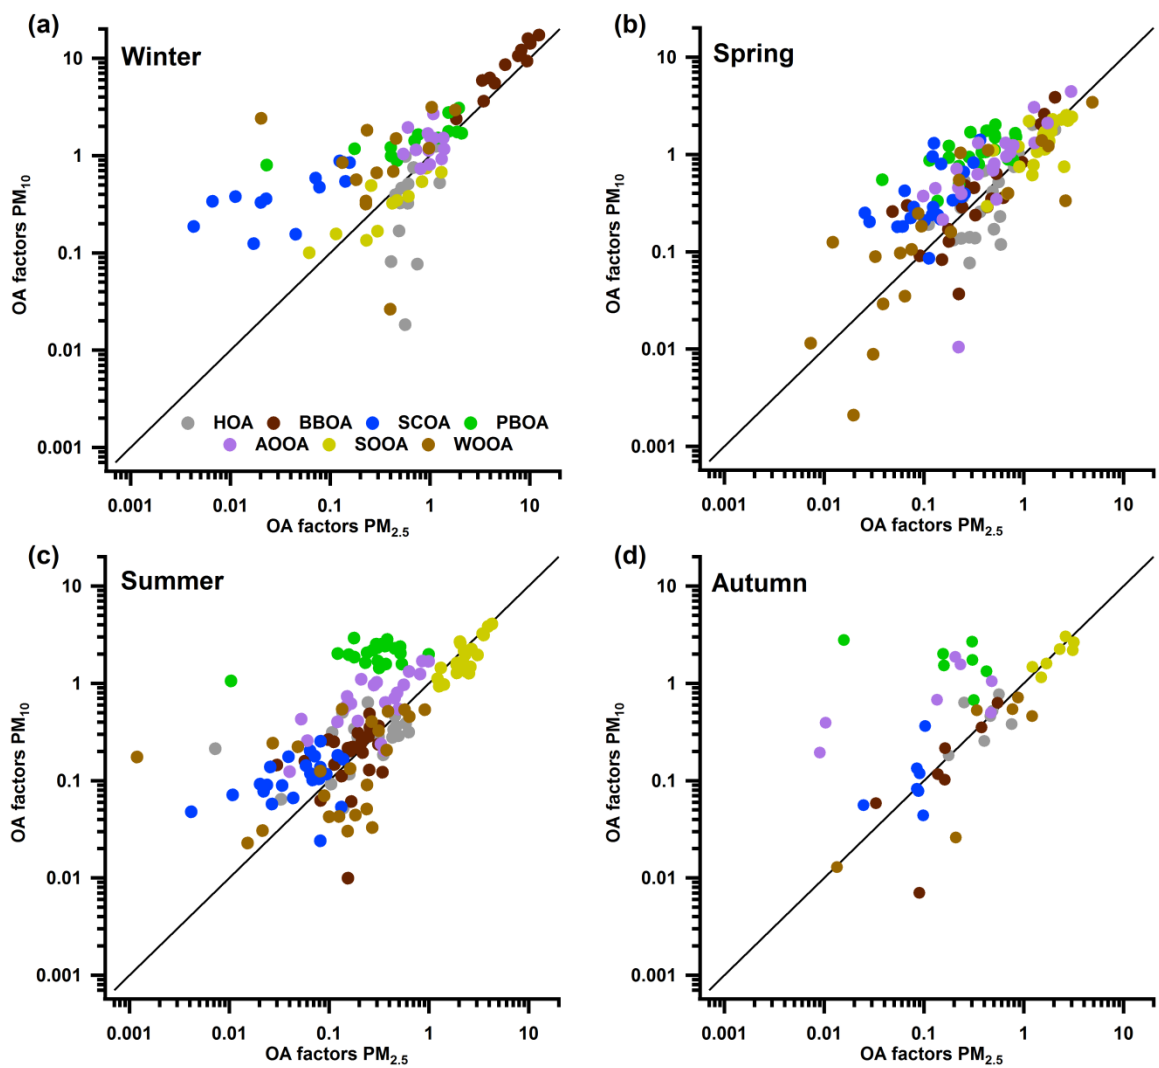 (a)
Winter
10
1
0.1
0.01
0.001
OA factors PM10
HOA BBOA SCOA PBOA
AOOA SOOA WOOA
0.001 0.01 0.1 1 10
OA factors PM2.5
(b)
Spring
10
1
0.1
0.01
0.001
OA factors PM10
0.001 0.01 0.1 1 10
OA factors PM2.5
(c)
Summer
10
1
0.1
0.01
0.001
OA factors PM10
0.001 0.01 0.1 1 10
OA factors PM2.5
(d)
Autumn
10
1
0.1
0.01
0.001
OA factors PM10
0.001 0.01 0.1 1 10
OA factors PM2.5